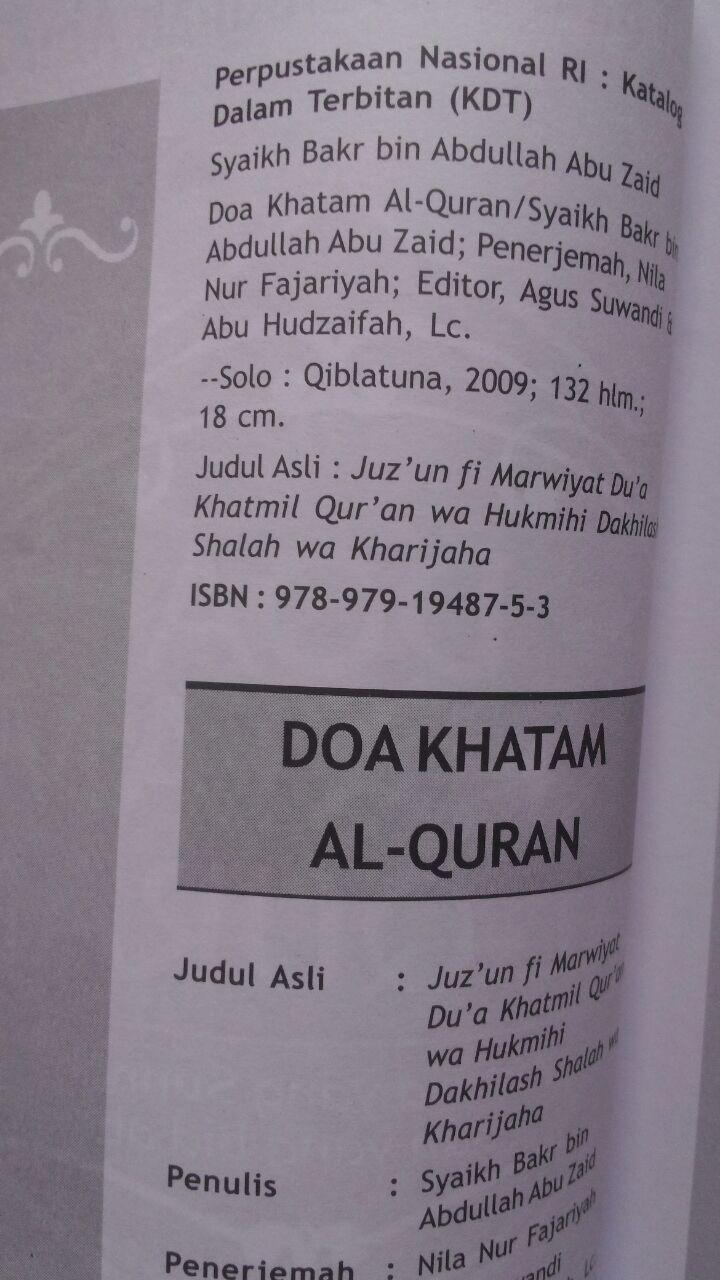 Perpustakaan Nasional RI : Katalog
Dalam Terbitan (KDT)
Syaikh Bakr bin Abdullah Abu Zaid
Doa Khatam Al-Quran/Syaikh Bakr bin
Abdullah Abu Zaid; Penerjemah, Nila
Nur Fajariyah; Editor, Agus Suwandi &
Abu Hudzaifah, Lc.
--Solo : Qiblatuna, 2009; 132 hlm.;
18 cm.
Judul Asli : Juz'un fi Marwiyat Du'a
Khatmil Qur'an wa Hukmihi Dakhilas
Shalah wa Kharijaha
ISBN : 978-979-19487-5-3
DOA KHATAM
AL-QURAN
Judul Asli : Juz'un fi Marwiyat
Du'a Khatmil Qur'an
wa Hukmihi
Dakhilash Shalah wa
Kharijaha
Penulis : Syaikh Bakr bin
Abdullah Abu Zaid
Penerjemah : Nila Nur Fajariyah